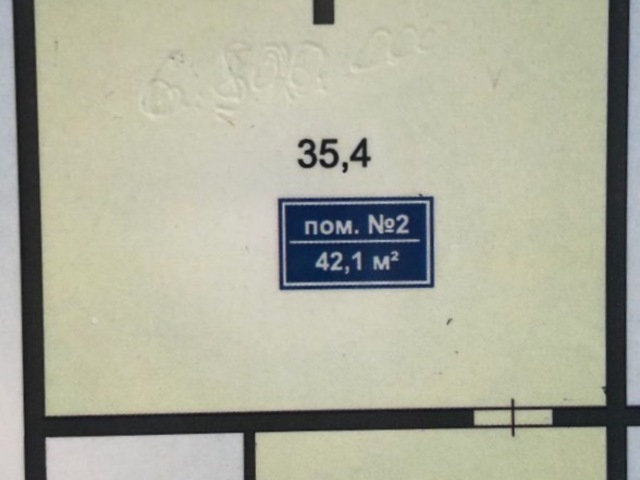 35,4
пом. №2
42,1 м²